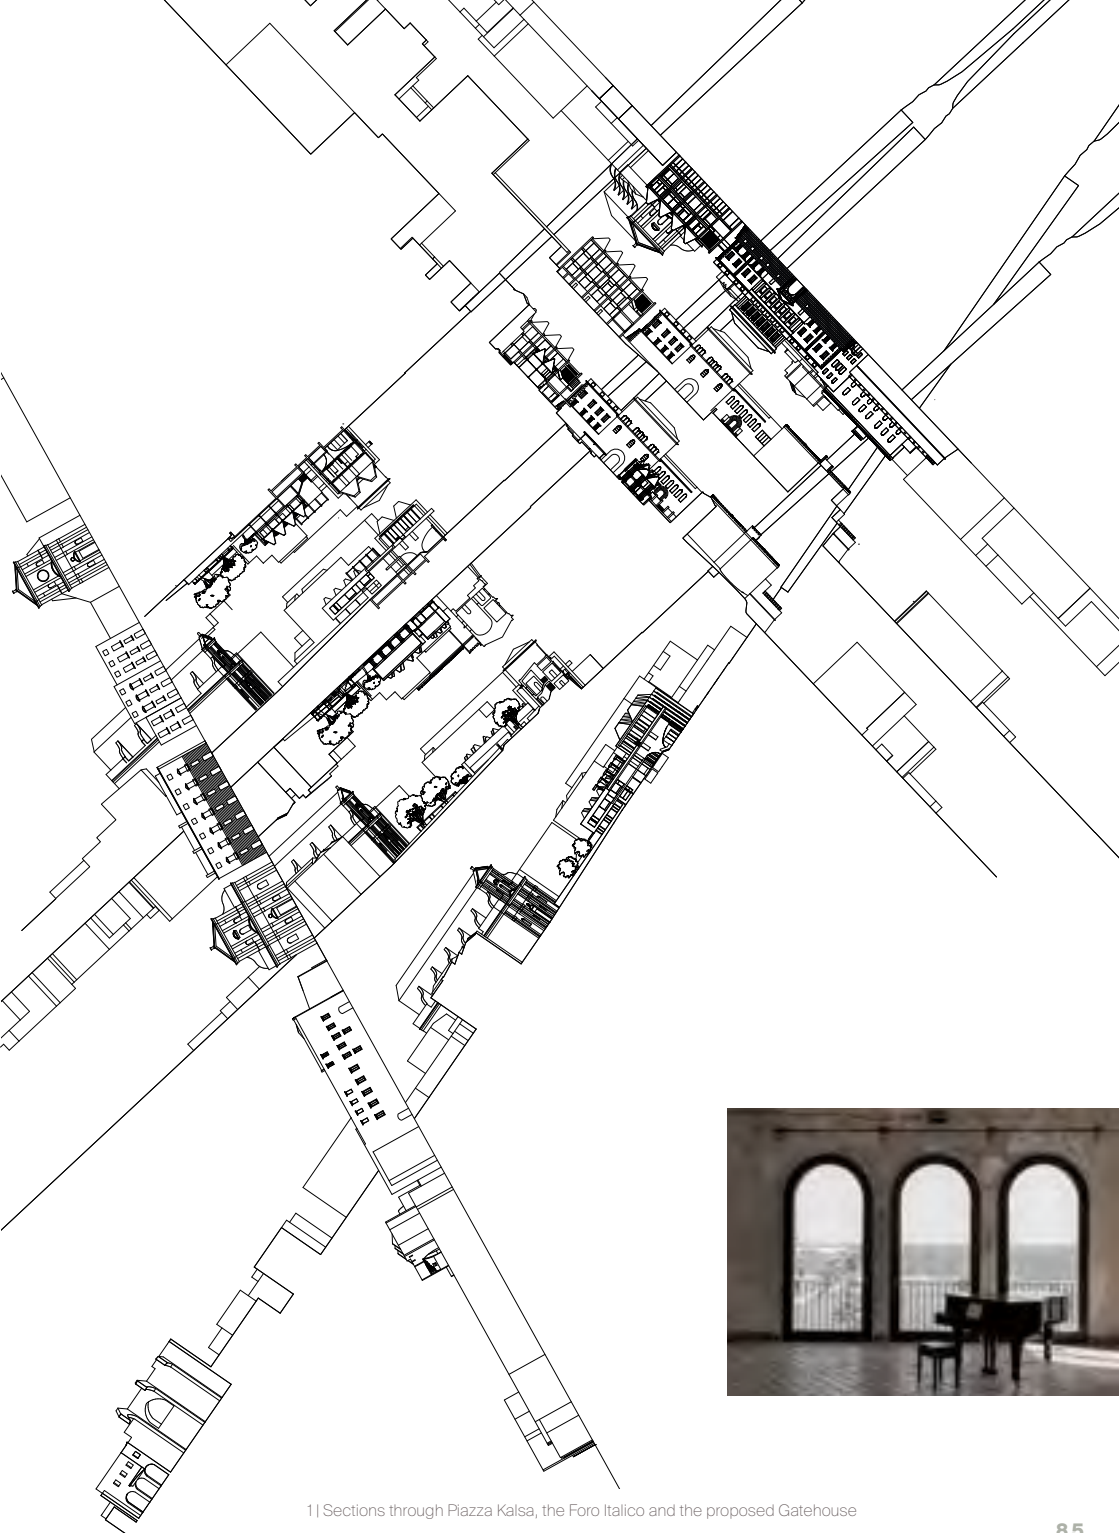 1 | Sections through Piazza Kalsa, the Foro Italico and the proposed Gatehouse
85